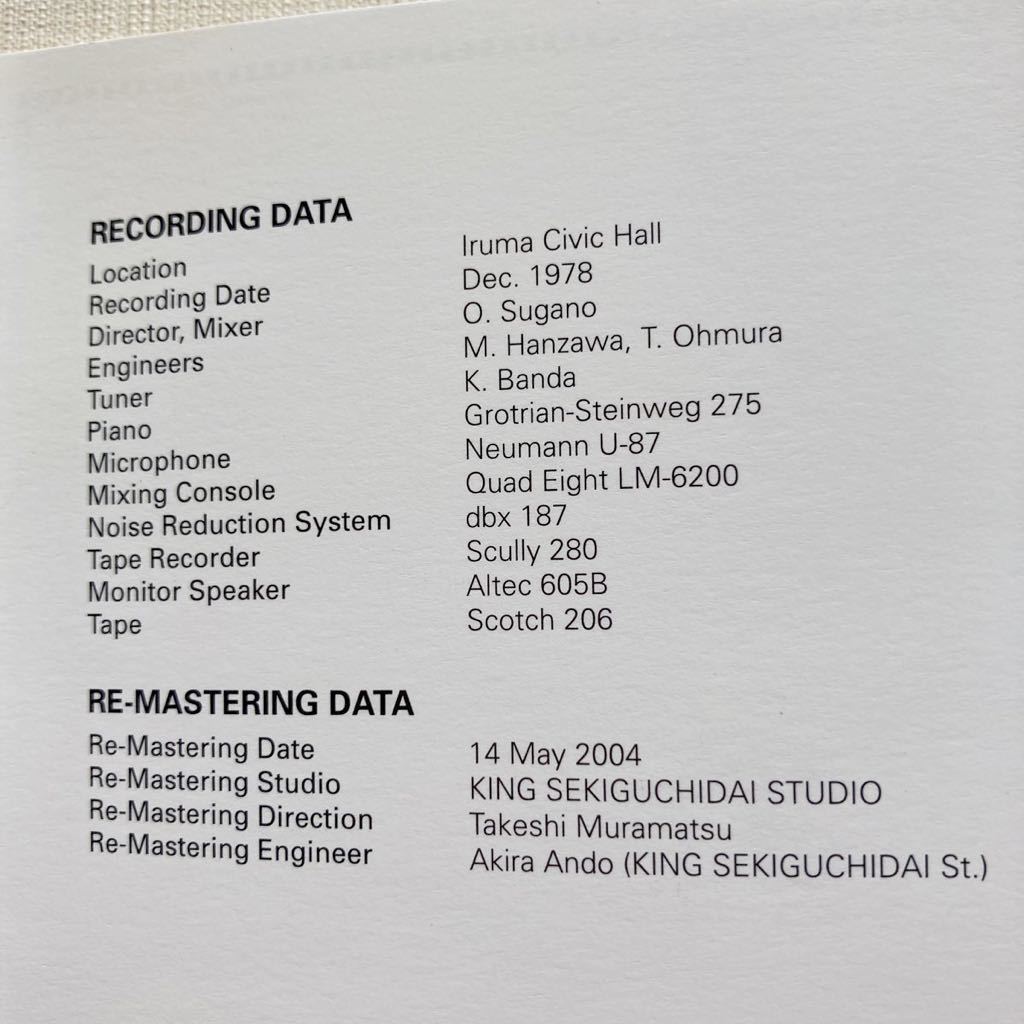 RECORDING DATA
Location Iruma Civic Hall
Recording Date Dec. 1978
Director, Mixer O. Sugano
Engineers M. Hanzawa, T. Ohmura
Tuner K. Banda
Piano Grotrian-Steinweg 275
Microphone Neumann U-87
Mixing Console Quad Eight LM-6200
Noise Reduction System dbx 187
Tape Recorder Scully 280
Monitor Speaker Altec 605B
Tape Scotch 206
RE-MASTERING DATA
Re-Mastering Date 14 May 2004
Re-Mastering Studio KING SEKIGUCHIDAI STUDIO
Re-Mastering Direction Takeshi Muramatsu
Re-Mastering Engineer Akira Ando (KING SEKIGUCHIDAI St.)